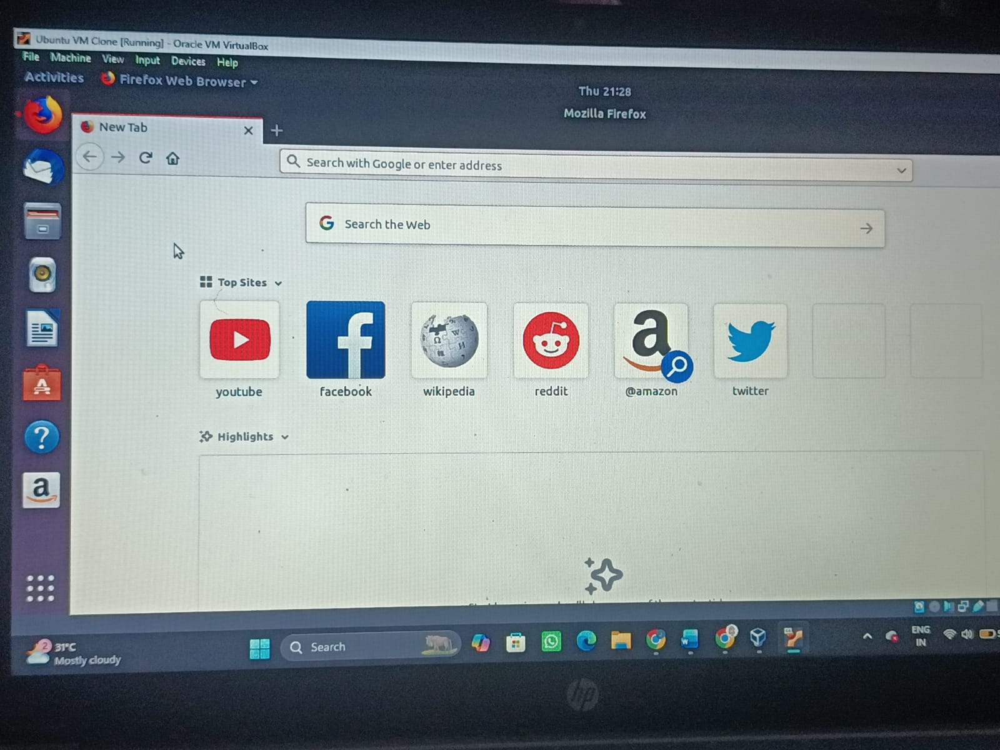 Ubuntu VM Clone [Running] - Oracle VM VirtualBox
File Machine View Input Devices Help
Activities Firefox Web Browser
Thu 21:28
Mozilla Firefox
New Tab
Search with Google or enter address
G Search the Web
Top Sites
youtube facebook wikipedia reddit @amazon twitter
Highlights
2 31°C
Mostly cloudy
Search
ENG
IN
hp